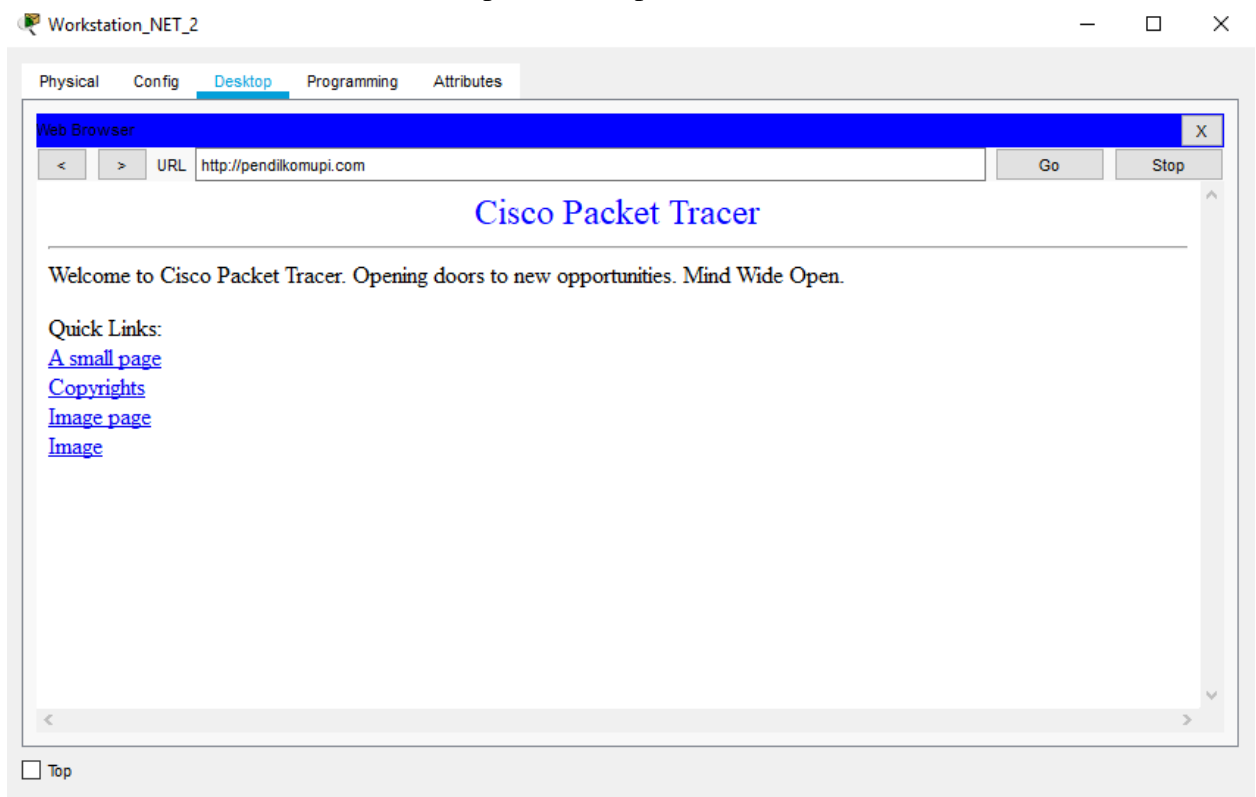 Workstation_NET_2
Physical Config Desktop Programming Attributes
Web Browser X
< > URL http://pendilkomupi.com Go Stop
Cisco Packet Tracer
Welcome to Cisco Packet Tracer. Opening doors to new opportunities. Mind Wide Open.
Quick Links:
A small page
Copyrights
Image page
Image
Top